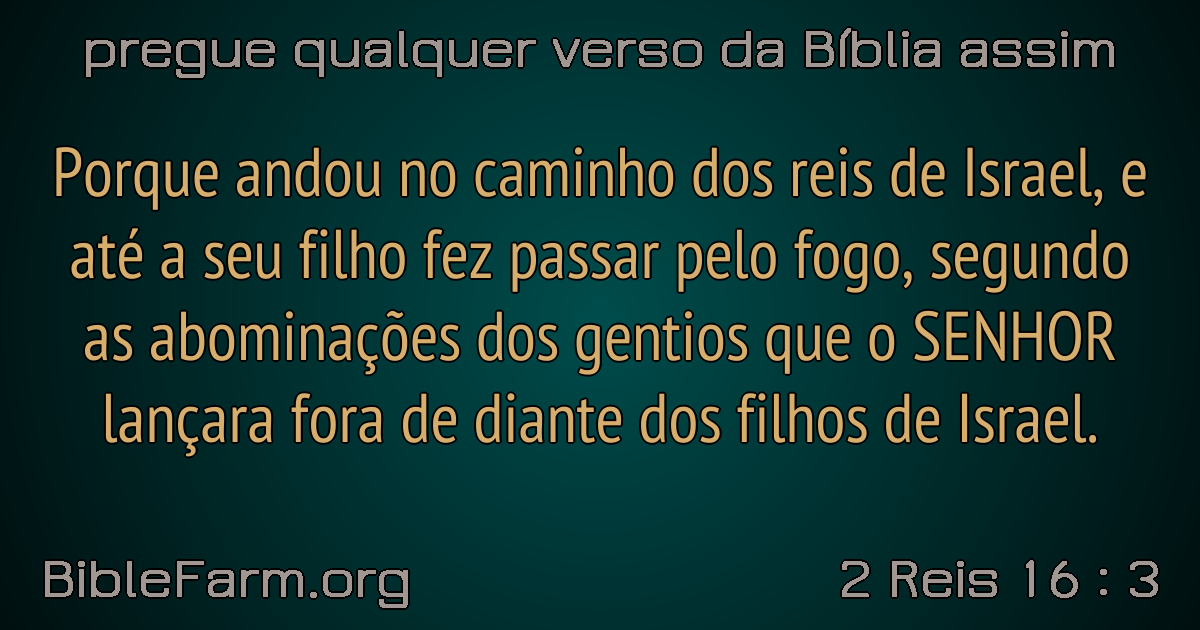 pregue qualquer verso da Bíblia assim
Porque andou no caminho dos reis de Israel, e
até a seu filho fez passar pelo fogo, segundo
as abominações dos gentios que o SENHOR
lançara fora de diante dos filhos de Israel.
BibleFarm.org
2 Reis 16 : 3